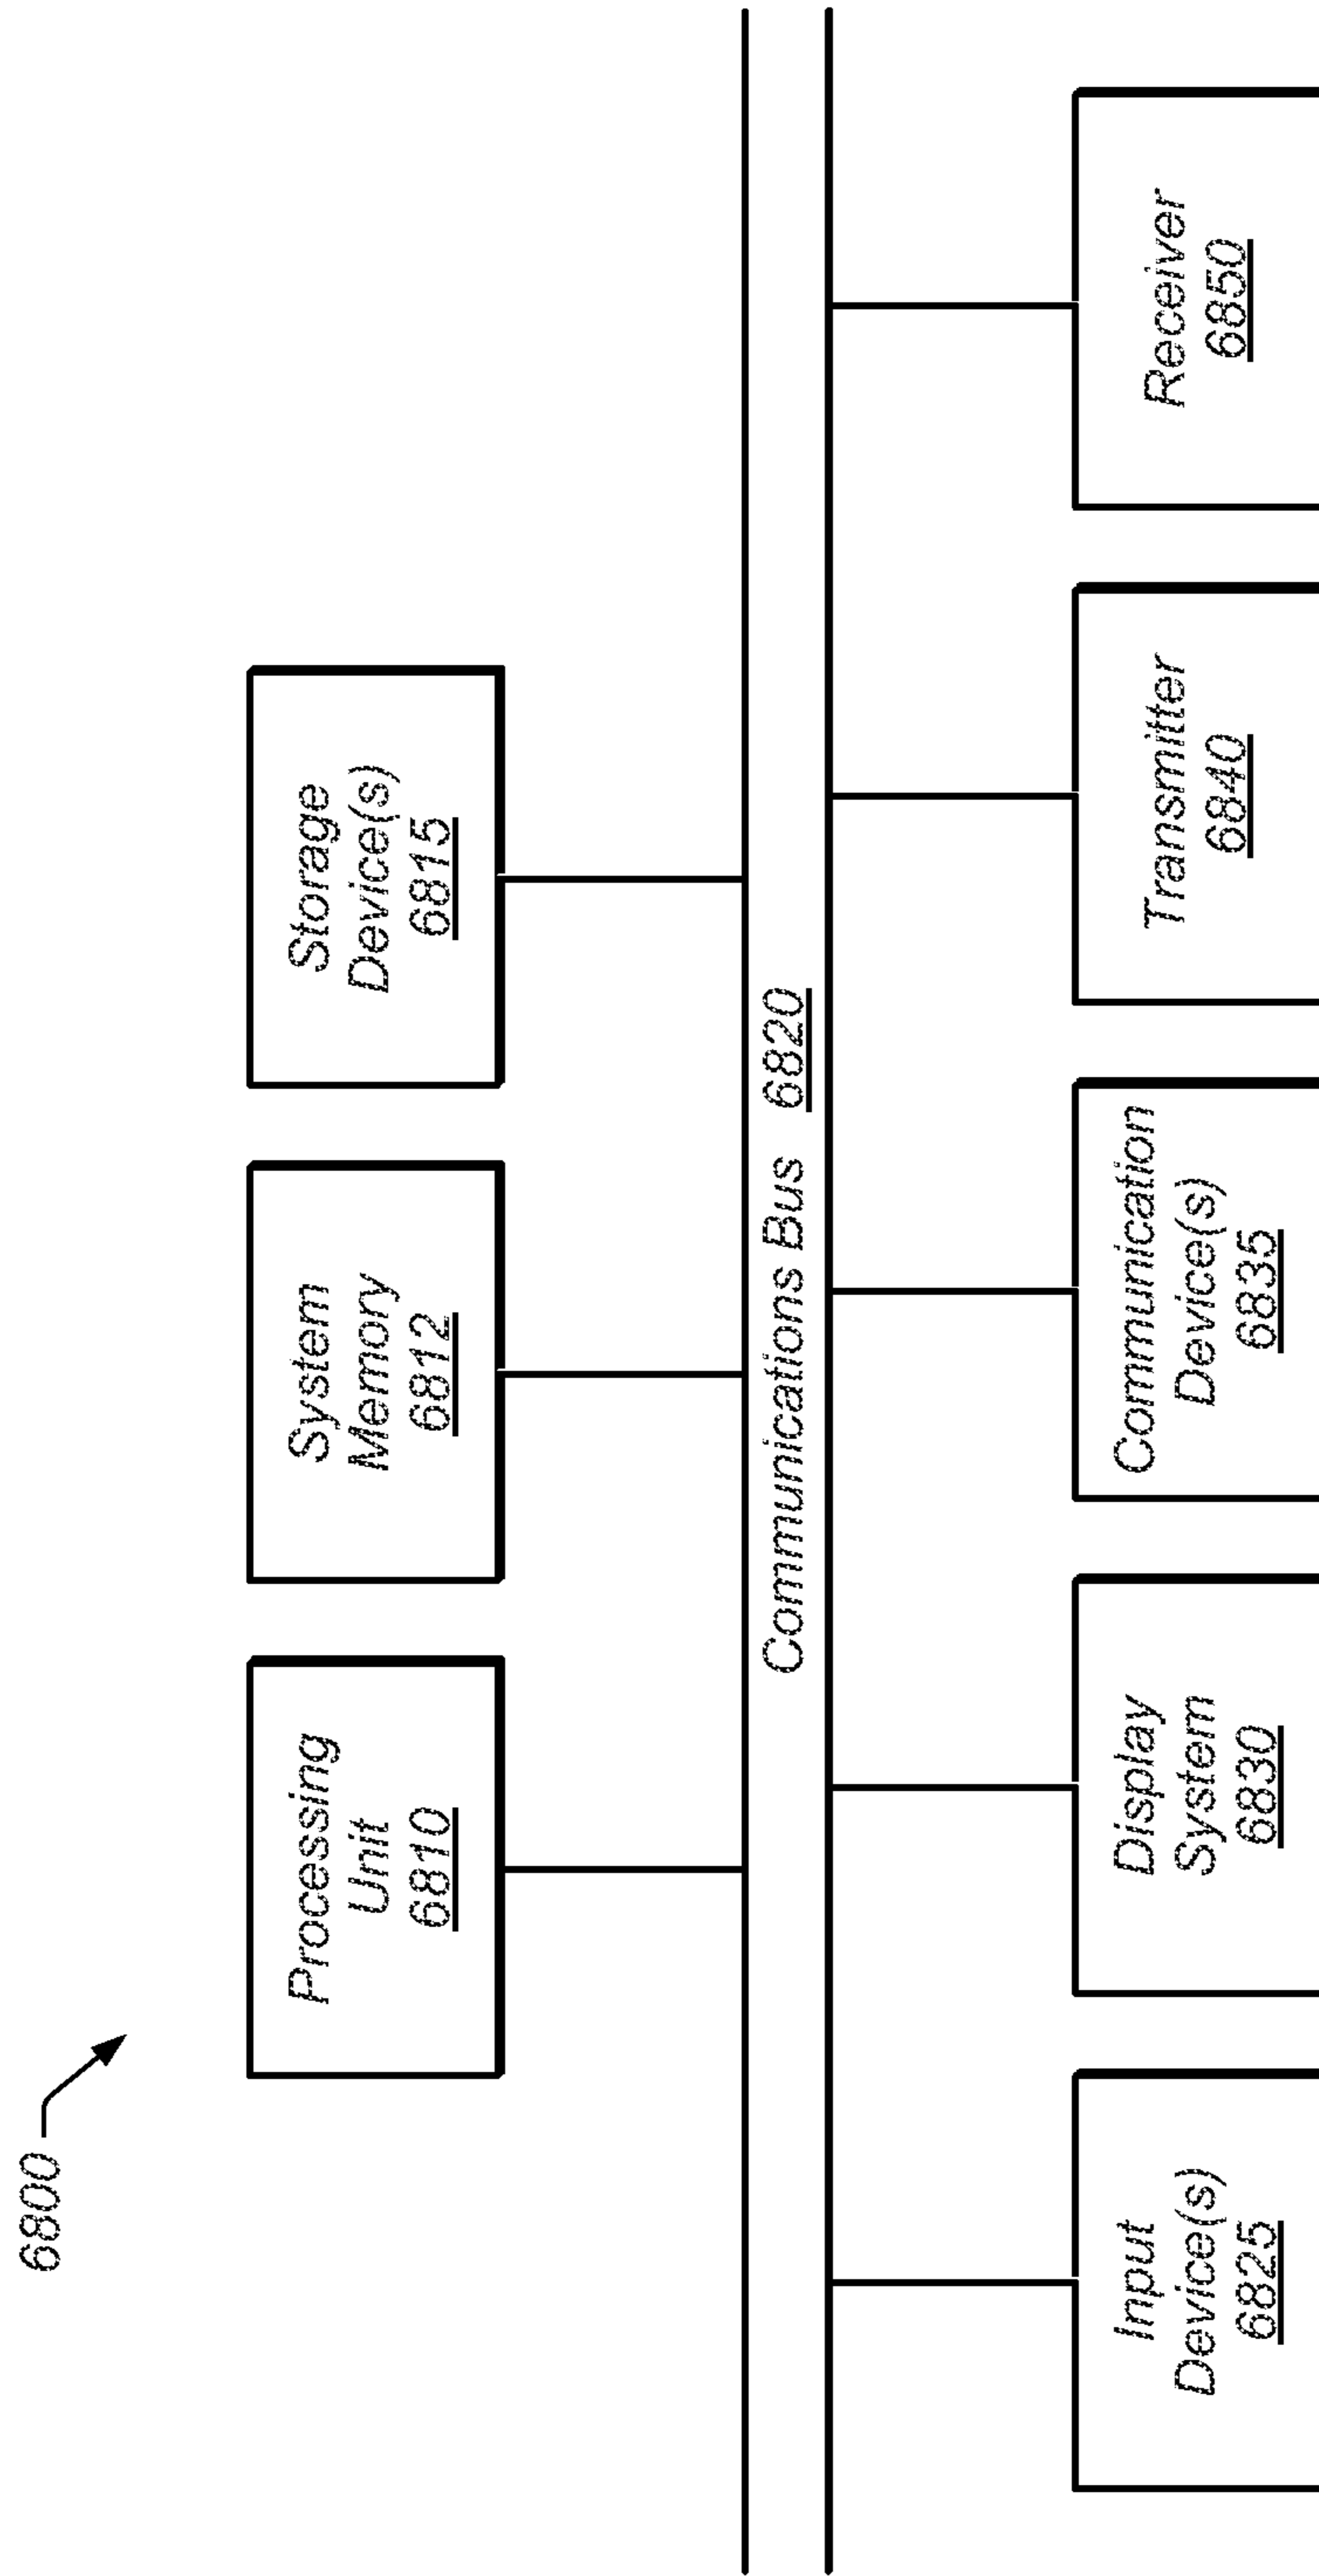 6800
Processing
Unit
6810
System
Memory
6812
Storage
Device(s)
6815
Communications Bus 6820
Input
Device(s)
6825
Display
System
6830
Communication
Device(s)
6835
Transmitter
6840
Receiver
6850